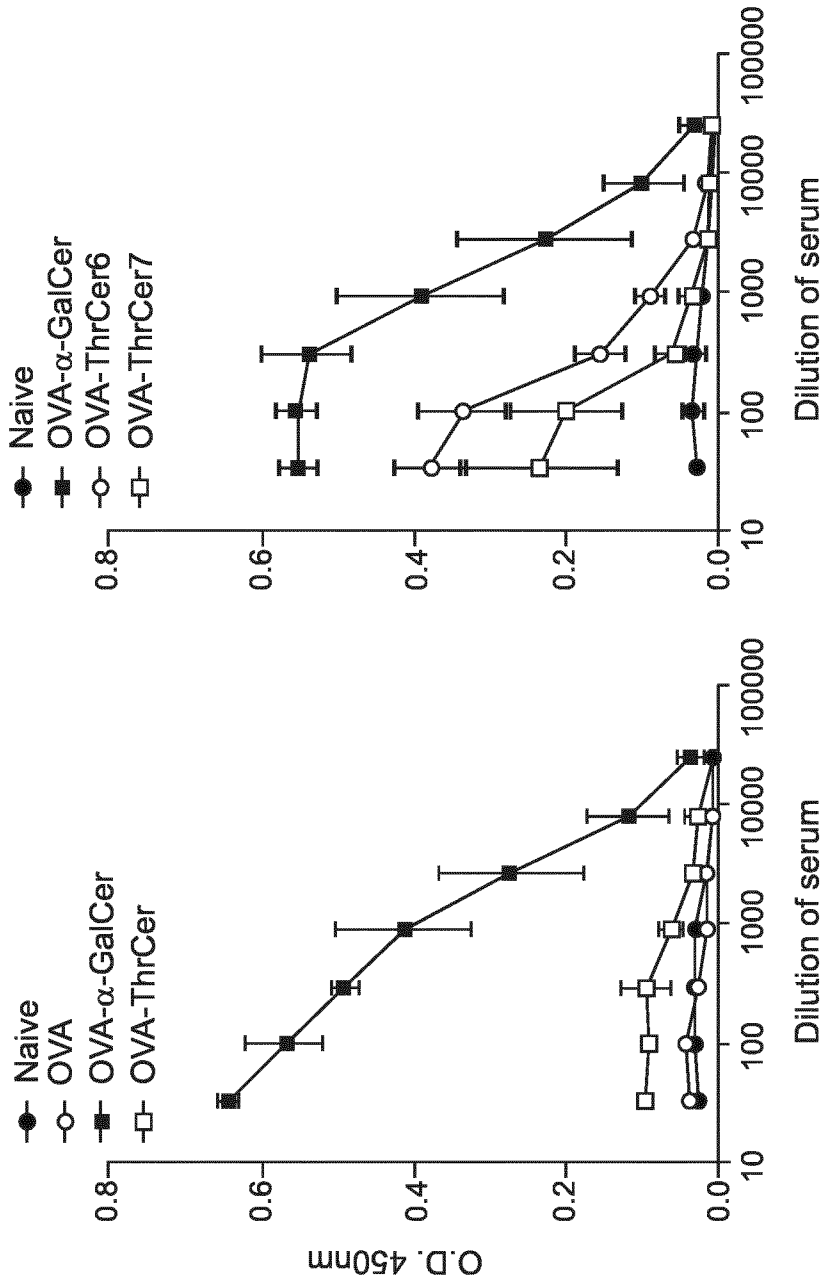 Naive
OVA
OVA-α-GalCer
OVA-ThrCer
O.D. 450nm
0.8
0.6
0.4
0.2
0.0
10
100
1000
10000
100000
Dilution of serum
Naive
OVA-α-GalCer
OVA-ThrCer6
OVA-ThrCer7
0.8
0.6
0.4
0.2
0.0
10
100
1000
10000
100000
Dilution of serum